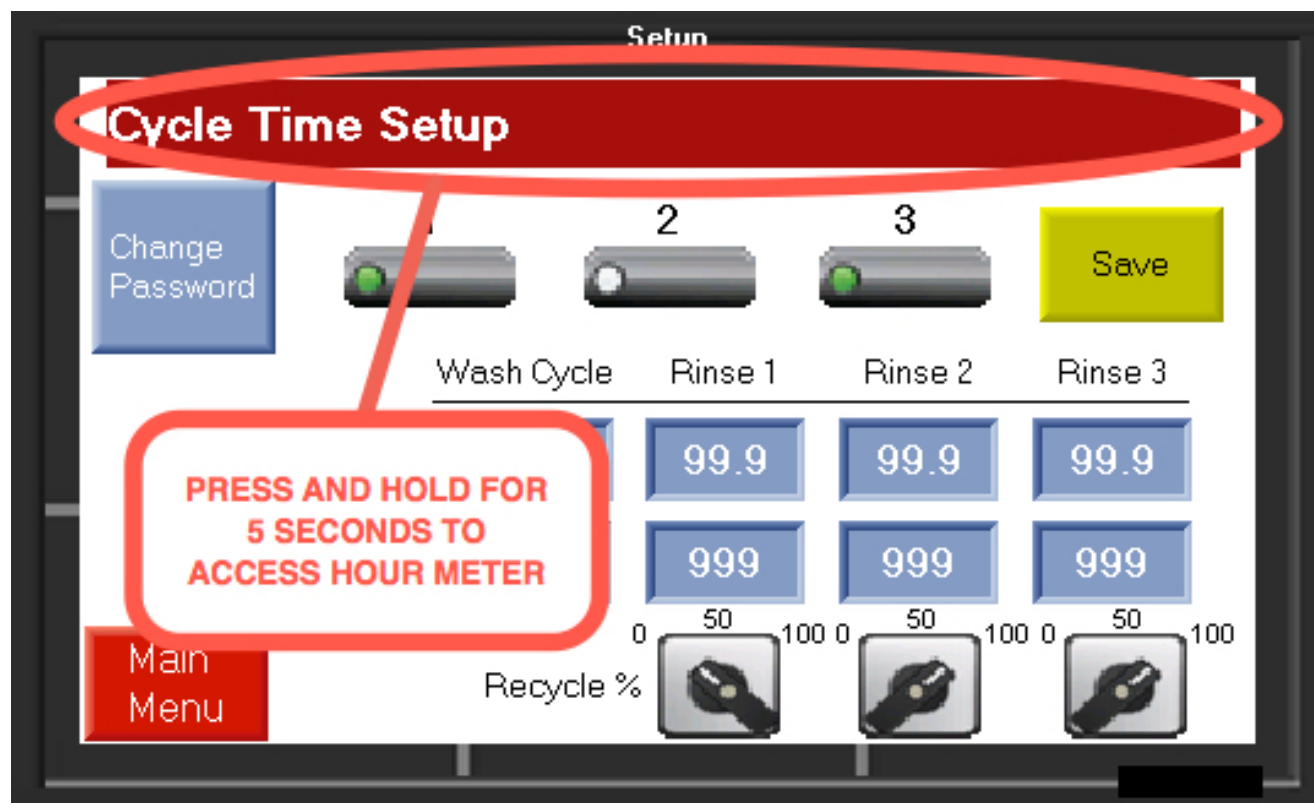 Setup
Cycle Time Setup
Change
Password
2
3
Save
Wash Cycle
Rinse 1
Rinse 2
Rinse 3
99.9
99.9
99.9
PRESS AND HOLD FOR
5 SECONDS TO
ACCESS HOUR METER
999
999
999
0
50
100
0
50
100
0
50
100
Main
Menu
Recycle %